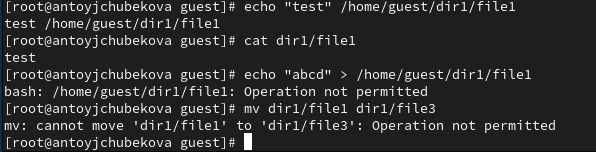 [root@antoyjchubekova guest]# echo "test" /home/guest/dir1/file1
test /home/guest/dir1/file1
[root@antoyjchubekova guest]# cat dir1/file1
test
[root@antoyjchubekova guest]# echo "abcd" > /home/guest/dir1/file1
bash: /home/guest/dir1/file1: Operation not permitted
[root@antoyjchubekova guest]# mv dir1/file1 dir1/file3
mv: cannot move 'dir1/file1' to 'dir1/file3': Operation not permitted
[root@antoyjchubekova guest]#